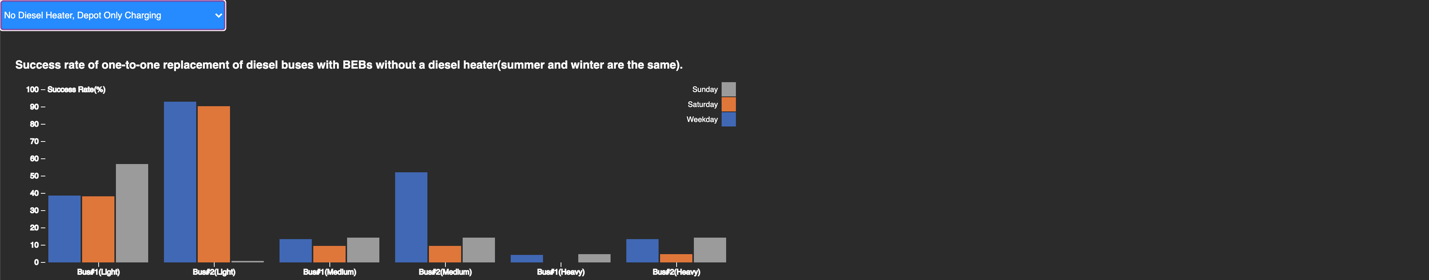 No Diesel Heater, Depot Only Charging
Success rate of one-to-one replacement of diesel buses with BEBs without a diesel heater(summer and winter are the same).
100 Success Rate(%)
90
80
70
60
50
40
30
20
10
0
Sunday
Saturday
Weekday
Bus#1(Light) Bus#2(Light) Bus#1(Medium) Bus#2(Medium) Bus#1(Heavy) Bus#2(Heavy)